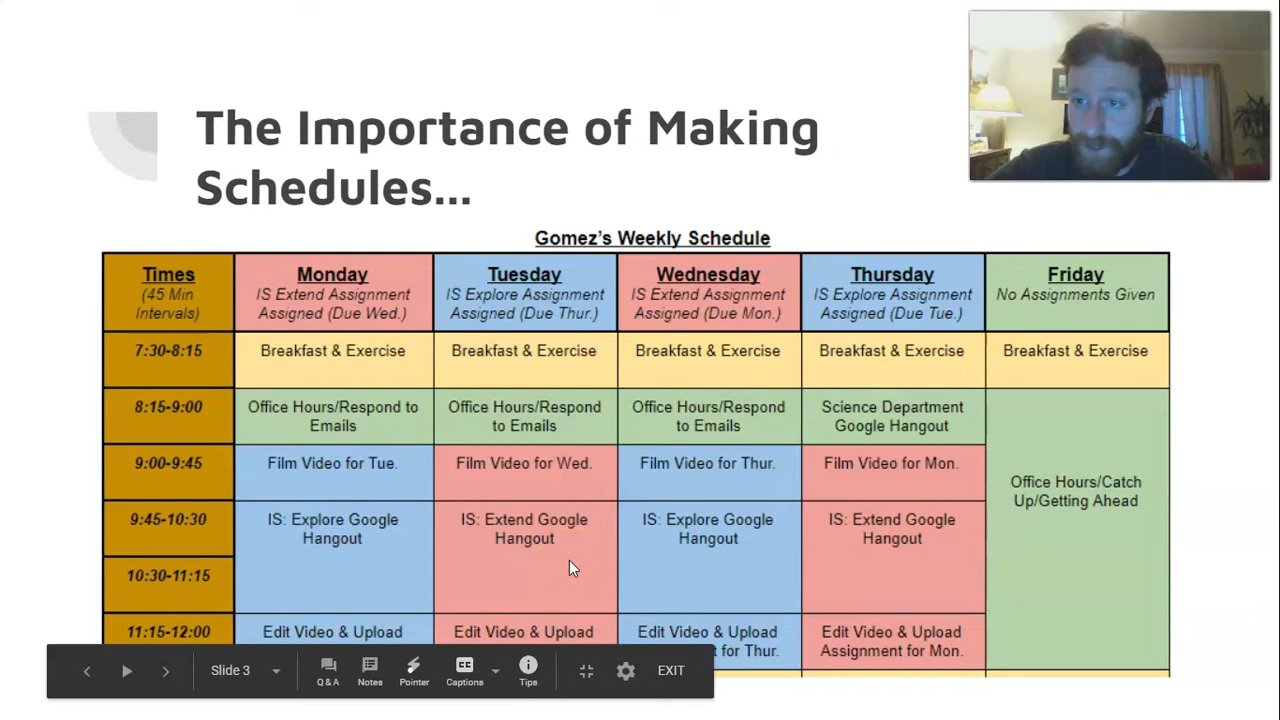 The Importance of Making
Schedules...
Gomez's Weekly Schedule
Times
(45 Min
Intervals)
Monday
IS Extend Assignment
Assigned (Due Wed.)
Tuesday
IS Explore Assignment
Assigned (Due Thur.)
Wednesday
IS Extend Assignment
Assigned (Due Mon.)
Thursday
IS Explore Assignment
Assigned (Due Tue.)
Friday
No Assignments Given
7:30-8:15
Breakfast & Exercise
Breakfast & Exercise
Breakfast & Exercise
Breakfast & Exercise
Breakfast & Exercise
8:15-9:00
Office Hours/Respond to
Emails
Office Hours/Respond
to Emails
Office Hours/Respond
to Emails
Science Department
Google Hangout
Office Hours/Catch
Up/Getting Ahead
9:00-9:45
Film Video for Tue.
Film Video for Wed.
Film Video for Thur.
Film Video for Mon.
9:45-10:30
IS: Explore Google
Hangout
IS: Extend Google
Hangout
IS: Explore Google
Hangout
IS: Extend Google
Hangout
10:30-11:15
11:15-12:00
Edit Video & Upload
Edit Video & Upload
Edit Video & Upload
t for Thur.
Edit Video & Upload
Assignment for Mon.
Slide 3
Q & A
Notes
Pointer
CC
Captions
Tips
EXIT